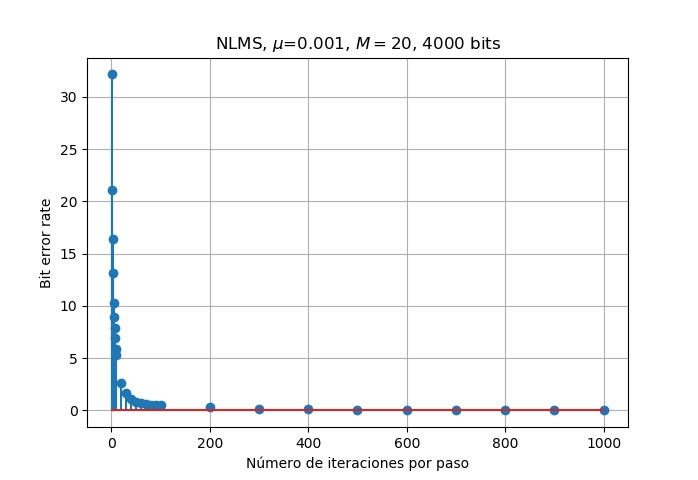 NLMS, μ=0.001, M = 20, 4000 bits
30
25
20
15
10
5
0
Bit error rate
0 200 400 600 800 1000
Número de iteraciones por paso